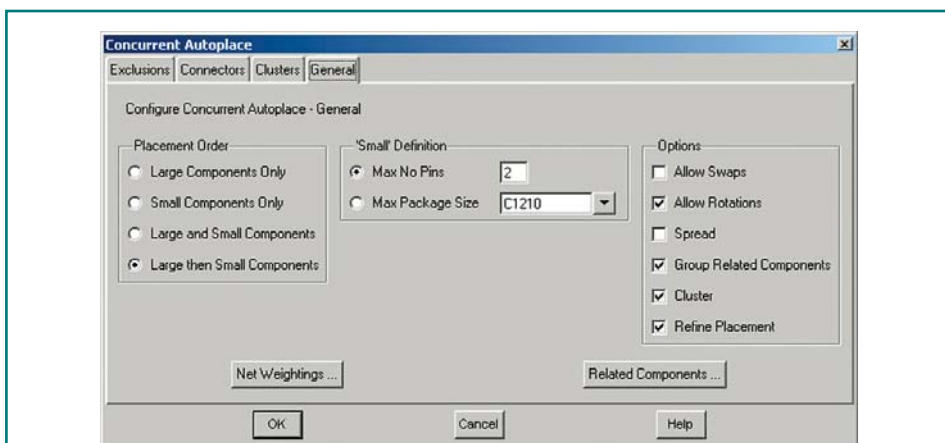 Concurrent Autoplace
Exclusions Connectors Clusters General
Configure Concurrent Autoplace - General
Placement Order
Large Components Only
Small Components Only
Large and Small Components
Large then Small Components
'Small' Definition
Max No Pins 2
Max Package Size C1210
Options
Allow Swaps
Allow Rotations
Spread
Group Related Components
Cluster
Refine Placement
Net Weightings ...
Related Components ...
OK Cancel Help